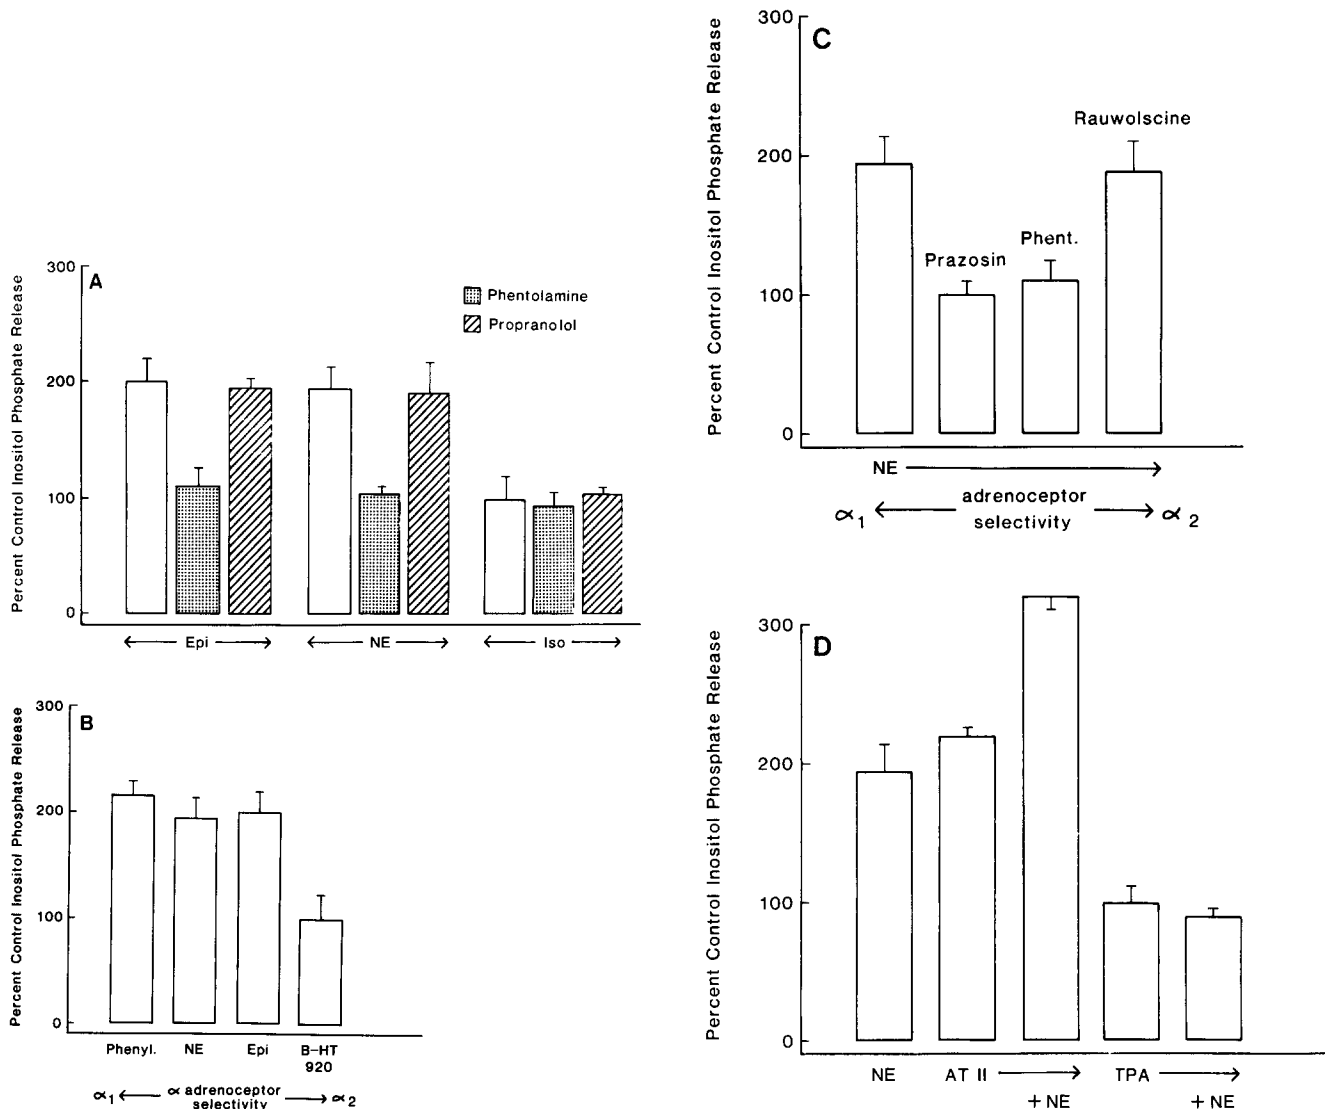 A
Percent Control Inositol Phosphate Release
300
200
100
0
Phentolamine
Propranolol
Epi
NE
Iso
B
Percent Control Inositol Phosphate Release
300
200
100
0
Phenyl.
NE
Epi
B-HT
920
α1 ← α adrenoceptor → α2
selectivity
C
Percent Control Inositol Phosphate Release
300
200
100
0
Prazosin
Phent.
Rauwolscine
NE
α1 ← adrenoceptor → α2
selectivity
D
Percent Control Inositol Phosphate Release
300
200
100
0
NE
AT II
+ NE
TPA
+ NE